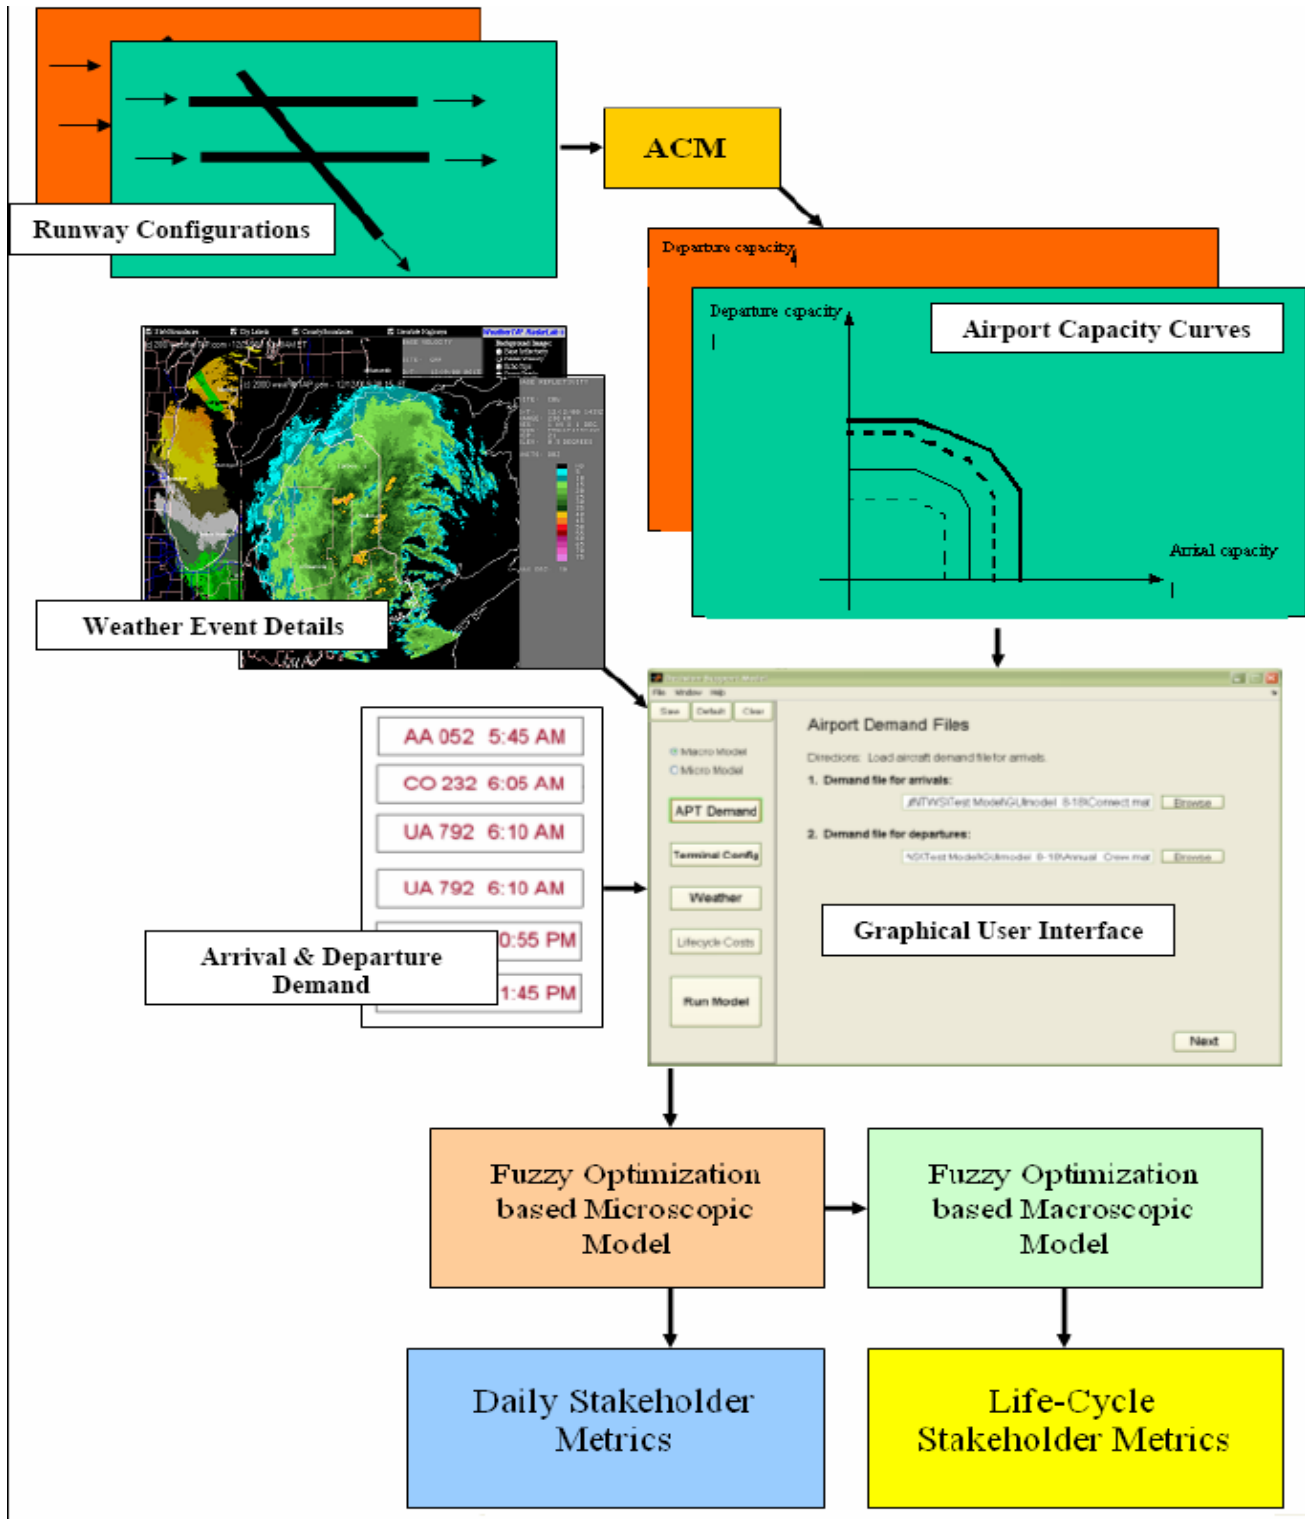 Runway Configurations
ACM
Departure capacity
Departure capacity
Airport Capacity Curves
Arrival capacity
Weather Event Details
AA 052 5:45 AM
CO 232 6:05 AM
UA 792 6:10 AM
UA 792 6:10 AM
0:55 PM
1:45 PM
Arrival & Departure
Demand
File Window Help
Save Default Clear
Macro Model
Micro Model
APT Demand
Terminal Config
Weather
Lifecycle Costs
Run Model
Airport Demand Files
Directions: Load aircraft demand file for arrivals.
1. Demand file for arrivals:
Browse
2. Demand file for departures:
Browse
Graphical User Interface
Next
Fuzzy Optimization
based Microscopic
Model
Fuzzy Optimization
based Macroscopic
Model
Daily Stakeholder
Metrics
Life-Cycle
Stakeholder Metrics